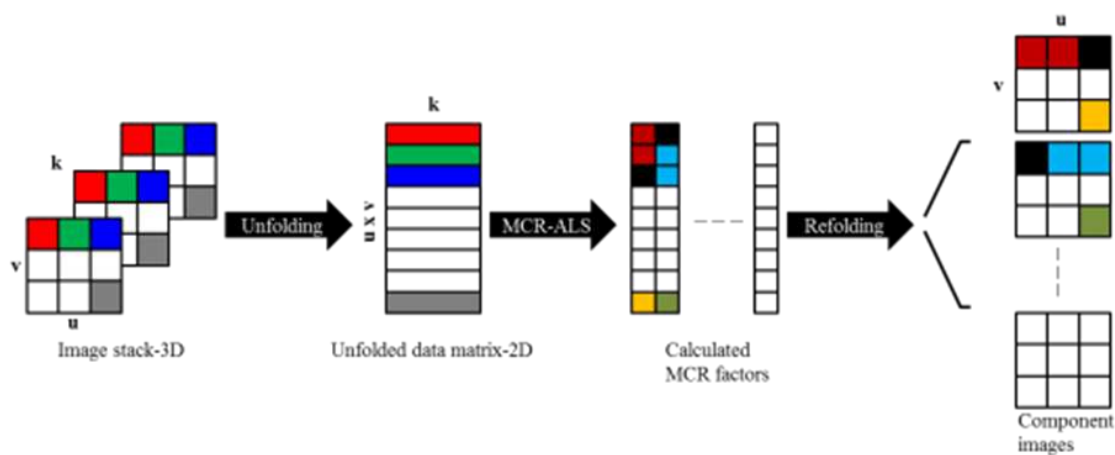 u
v
k
k
v
u
Unfolding
u x v
MCR-ALS
Refolding
Image stack-3D
Unfolded data matrix-2D
Calculated
MCR factors
Component
images